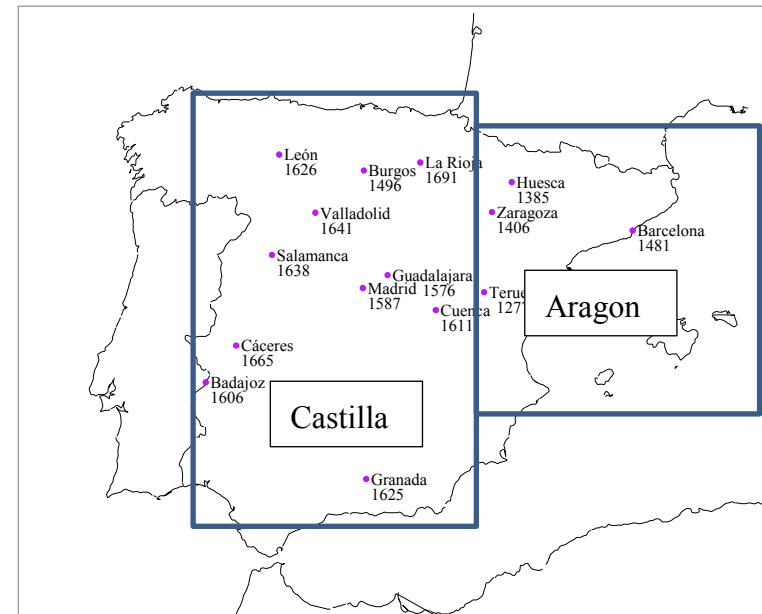 León
1626
Burgos
1496
La Rioja
1691
Huesca
1385
Valladolid
1641
Zaragoza
1406
Barcelona
1481
Salamanca
1638
Guadalajara
1576
Madrid
1587
Cuenca
1611
Aragon
Cáceres
1665
Badajoz
1606
Castilla
Granada
1625